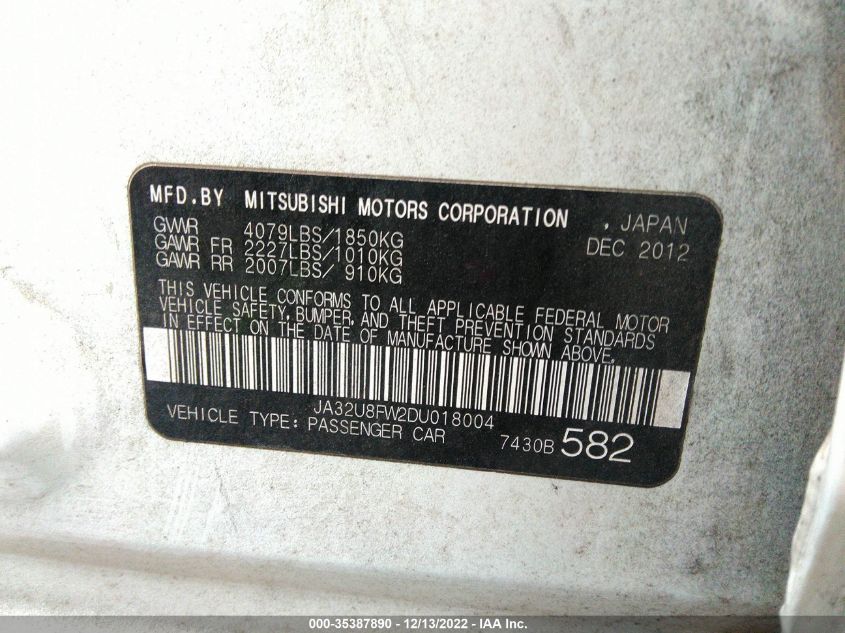 MFD.BY MITSUBISHI MOTORS CORPORATION , JAPAN
GVWR 4079LBS/1850KG DEC 2012
GAWR FR 2227LBS/1010KG
GAWR RR 2007LBS/ 910KG
THIS VEHICLE CONFORMS TO ALL APPLICABLE FEDERAL MOTOR
VEHICLE SAFETY, BUMPER, AND THEFT PREVENTION STANDARDS
IN EFFECT ON THE DATE OF MANUFACTURE SHOWN ABOVE.
JA32U8FW2DU018004
VEHICLE TYPE: PASSENGER CAR 7430B 582
000-35387890 - 12/13/2022 - IAA Inc.